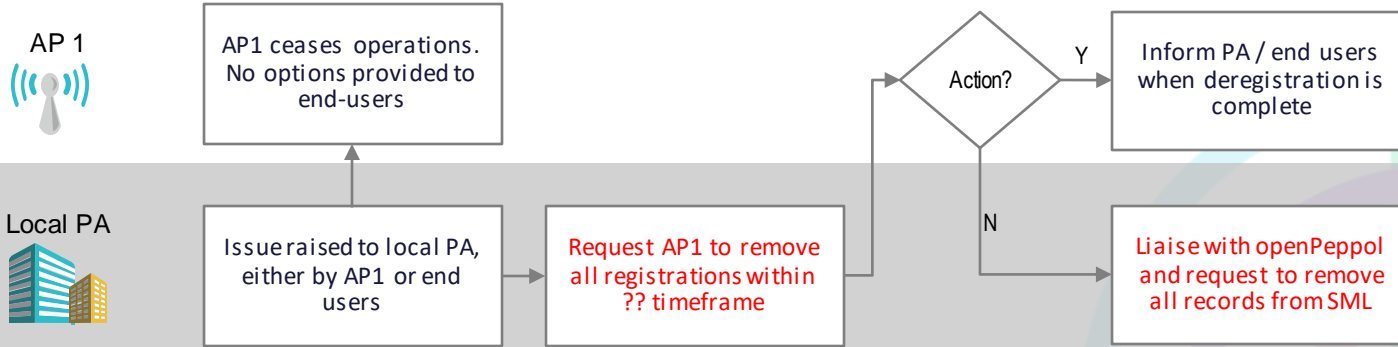 AP 1
AP1 ceases operations.
No options provided to
end-users
Action?
Y
Inform PA / end users
when deregistration is
complete
Local PA
Issue raised to local PA,
either by AP1 or end
users
Request AP1 to remove
all registrations within
?? timeframe
N
Liaise with openPeppol
and request to remove
all records from SML